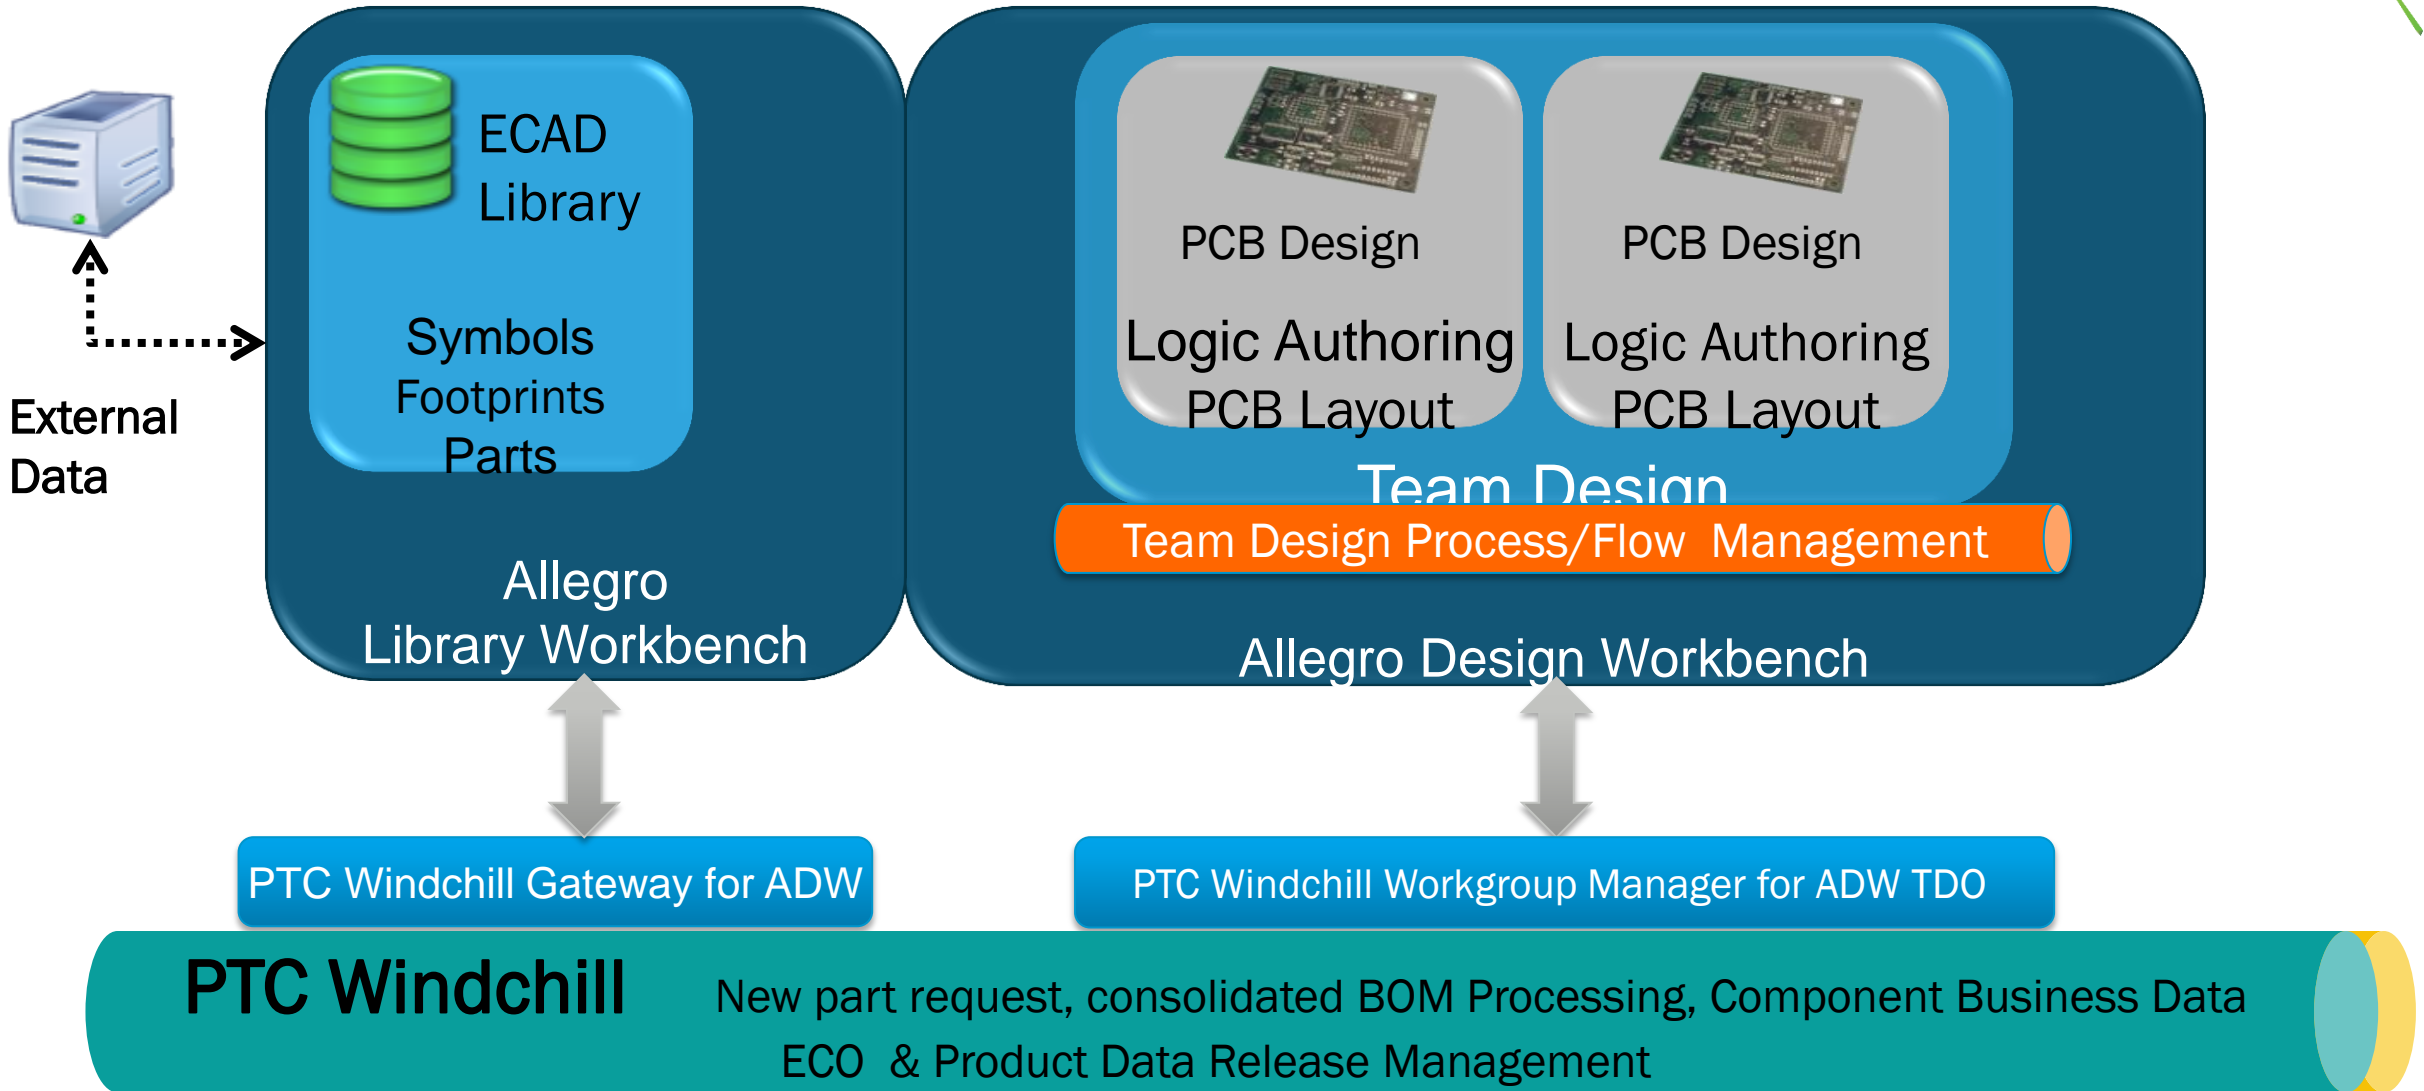 ECAD
Library
Symbols
Footprints
Parts
External
Data
Allegro
Library Workbench
PCB Design
Logic Authoring
PCB Layout
PCB Design
Logic Authoring
PCB Layout
Team Design
Team Design Process/Flow  Management
Allegro Design Workbench
PTC Windchill Gateway for ADW
PTC Windchill Workgroup Manager for ADW TDO
PTC Windchill
New part request, consolidated BOM Processing, Component Business Data
ECO  & Product Data Release Management